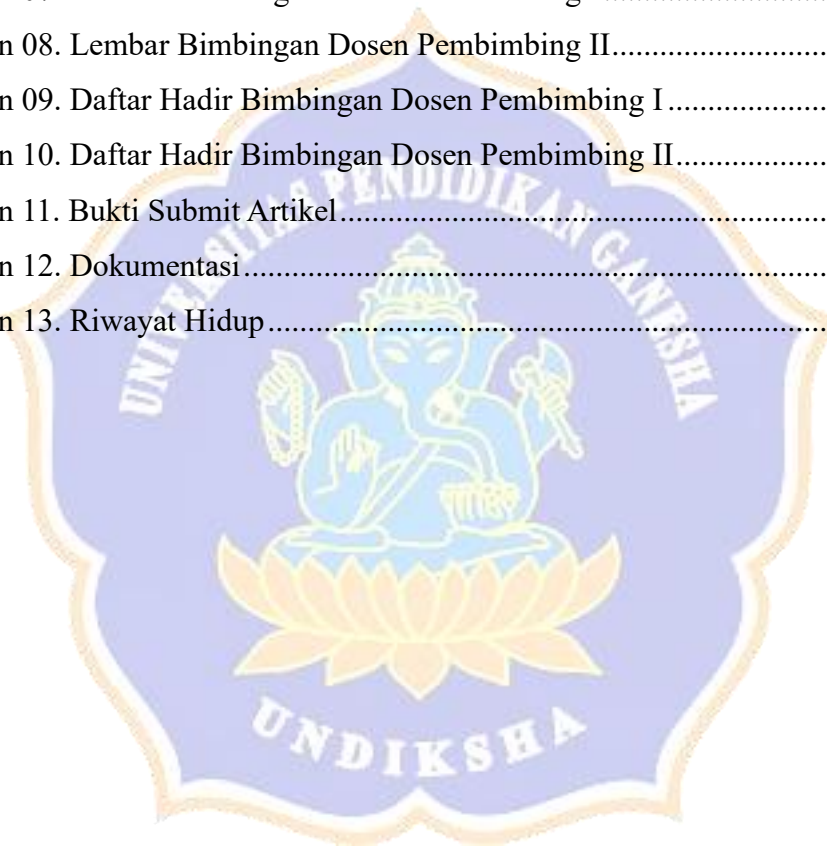 n 08. Lembar Bimbingan Dosen Pembimbing II..................................
n 09. Daftar Hadir Bimbingan Dosen Pembimbing I....................
n 10. Daftar Hadir Bimbingan Dosen Pembimbing II...................
n 11. Bukti Submit Artikel.............................................................
n 12. Dokumentasi.........................................................................
n 13. Riwayat Hidup......................................................................
UNIVERSITAS PENDIDIKAN GANESHA
UNDIKSHA